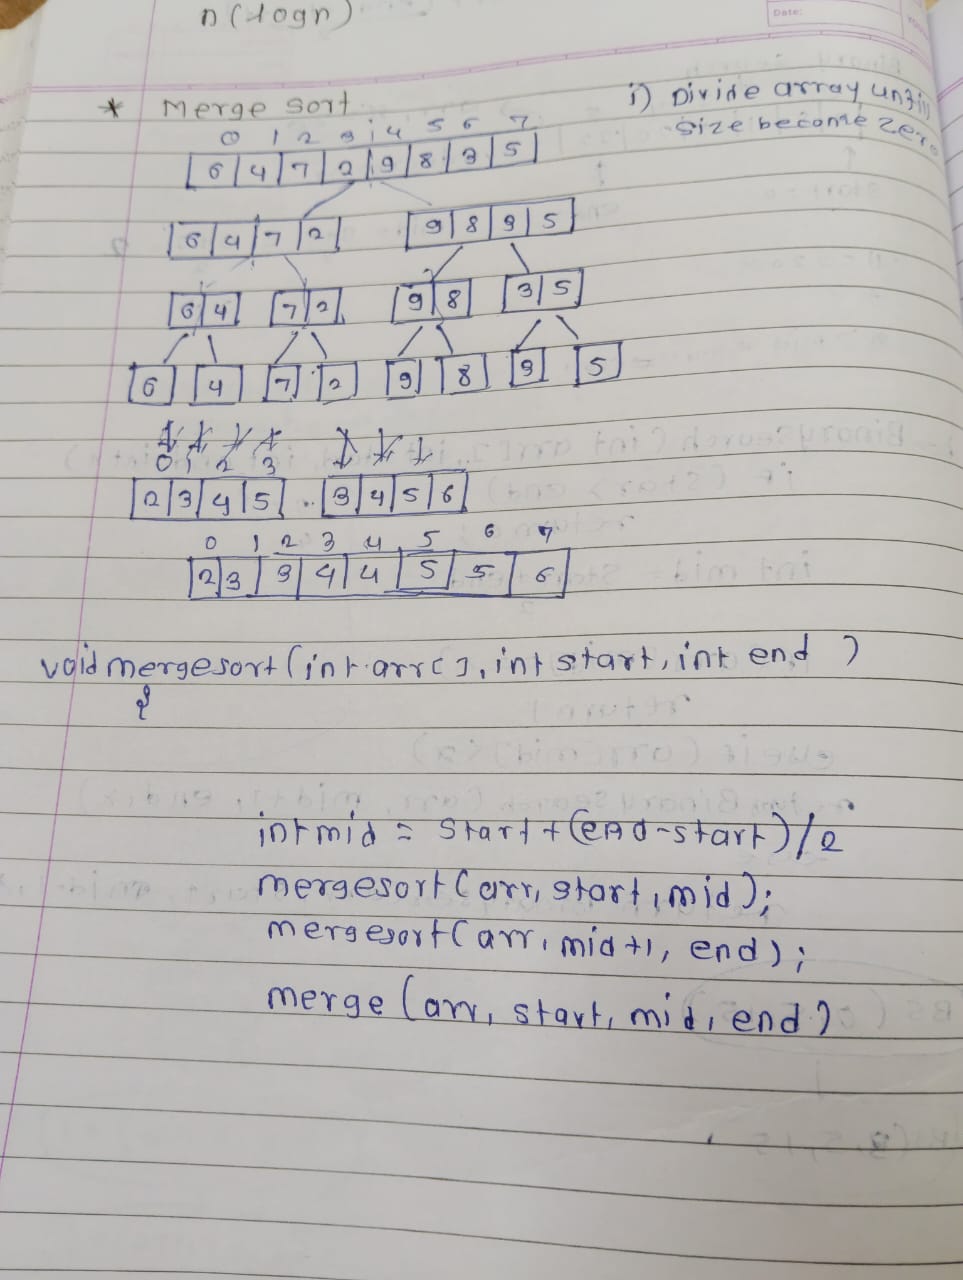 n(logn)
Date:
* Merge sort
i) Divide array untill
size become zero
0 1 2 3 4 5 6 7
6 4 7 2 9 8 3 5
6 4 7 2 9 8 3 5
6 4 7 2 9 8 3 5
6 4 7 2 9 8 3 5
0 1 2 3
2 3 4 5 3 4 5 6
0 1 2 3 4 5 6 7
2 3 3 4 4 5 5 6
void mergesort(int arr[], int start, int end )
{
int mid = start + (end-start)/2
mergesort(arr, start, mid);
mergesort(arr, mid+1, end);
merge (arr, start, mid, end)